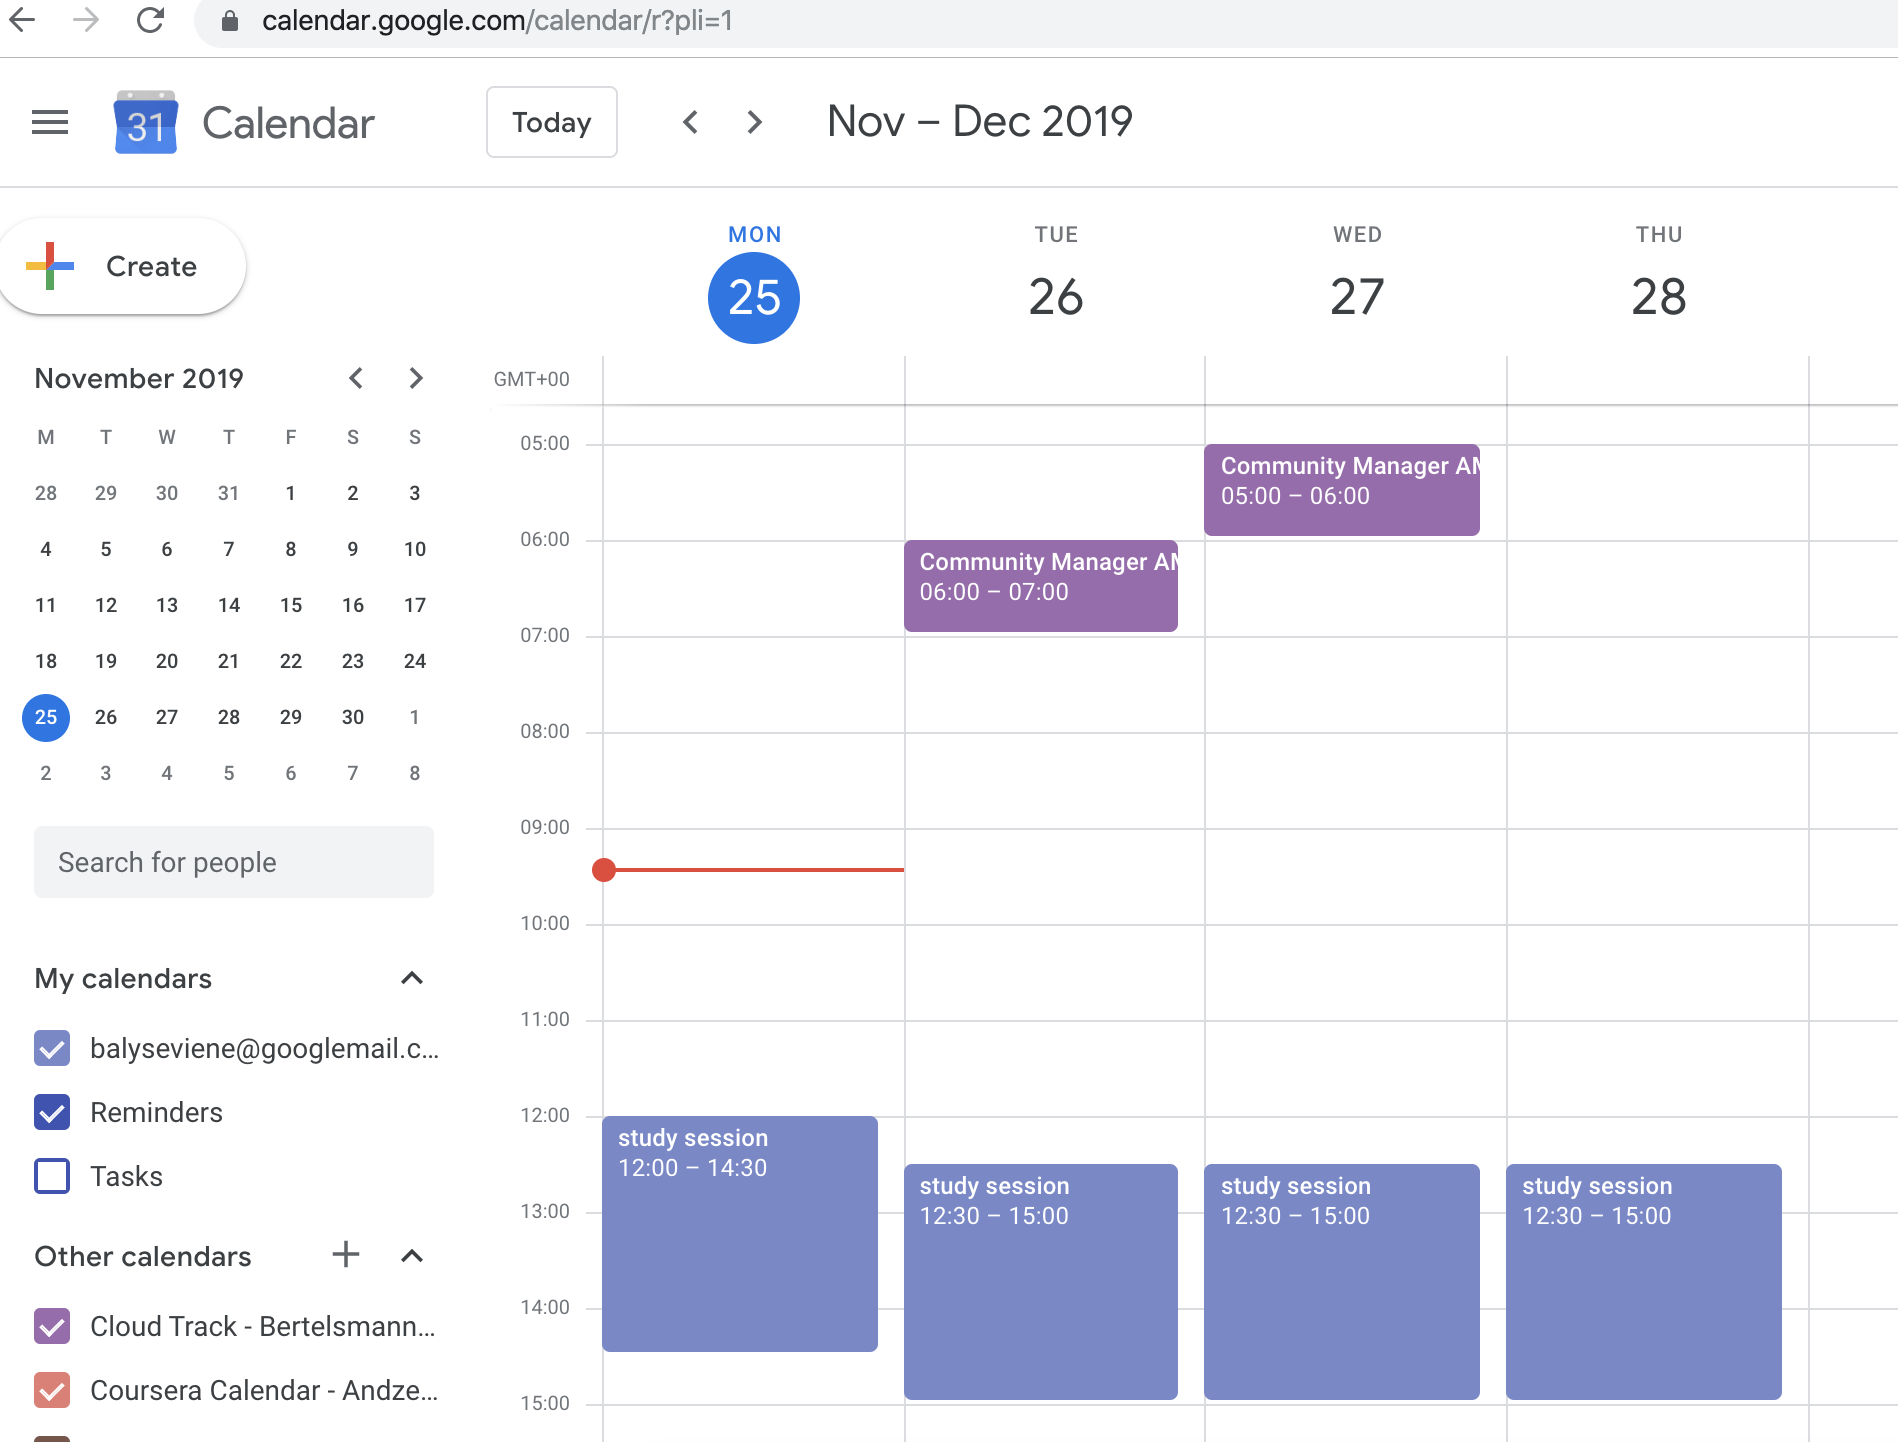 calendar.google.com/calendar/r?pli=1
31 Calendar Today Nov – Dec 2019
Create
MON TUE WED THU
25 26 27 28
November 2019
M T W T F S S
28 29 30 31 1 2 3
4 5 6 7 8 9 10
11 12 13 14 15 16 17
18 19 20 21 22 23 24
25 26 27 28 29 30 1
2 3 4 5 6 7 8
Search for people
My calendars
balyseviene@googlemail.c...
Reminders
Tasks
Other calendars
Cloud Track - Bertelsmann...
Coursera Calendar - Andze...
GMT+00
05:00
06:00
07:00
08:00
09:00
10:00
11:00
12:00
13:00
14:00
15:00
study session
12:00 – 14:30
Community Manager AM
06:00 – 07:00
study session
12:30 – 15:00
Community Manager AM
05:00 – 06:00
study session
12:30 – 15:00
study session
12:30 – 15:00